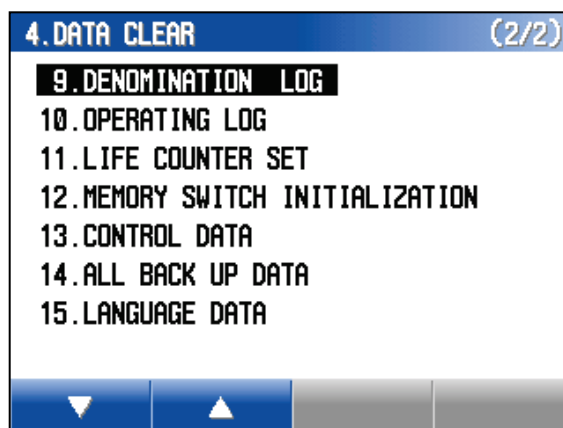 4.DATA CLEAR (2/2)
9.DENOMINATION LOG
10.OPERATING LOG
11.LIFE COUNTER SET
12.MEMORY SWITCH INITIALIZATION
13.CONTROL DATA
14.ALL BACK UP DATA
15.LANGUAGE DATA